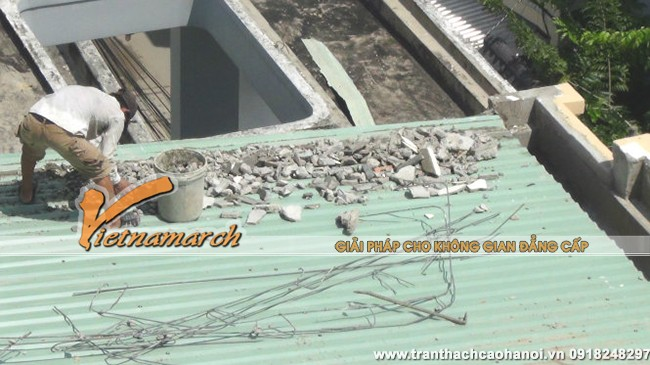 Vietnamarch
GIẢI PHÁP CHO KHÔNG GIAN ĐẲNG CẤP
www.tranthachcaohanoi.vn 0918248297